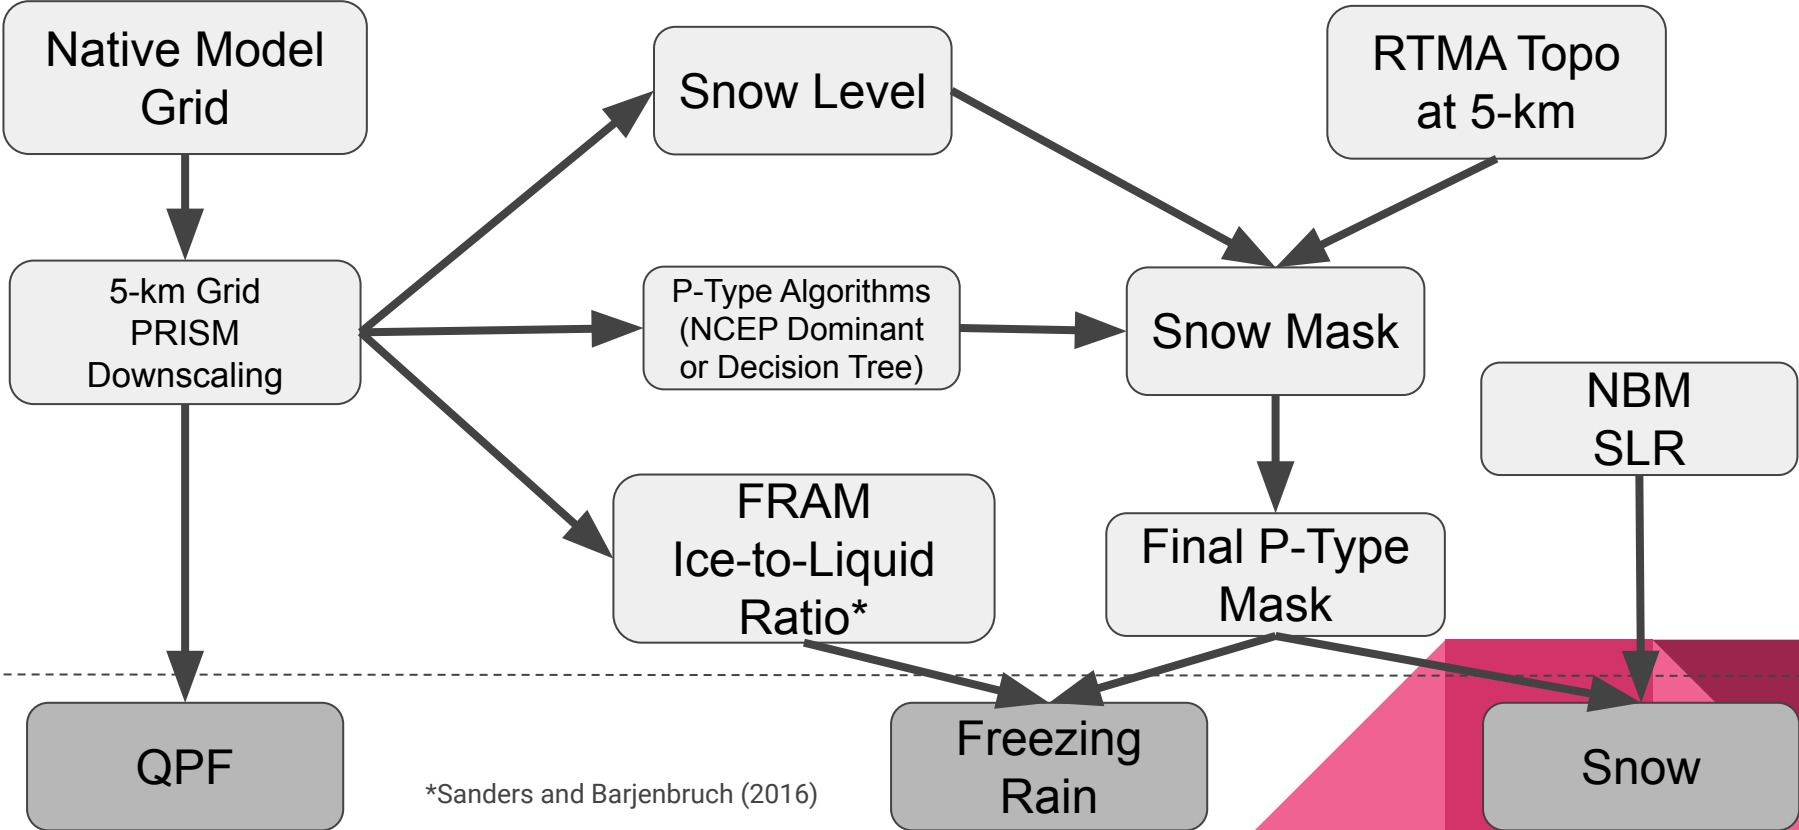 Native Model
Grid
Snow Level
RTMA Topo
at 5-km
5-km Grid
PRISM
Downscaling
P-Type Algorithms
(NCEP Dominant
or Decision Tree)
Snow Mask
NBM
SLR
FRAM
Ice-to-Liquid
Ratio*
Final P-Type
Mask
QPF
Freezing
Rain
Snow
*Sanders and Barjenbruch (2016)